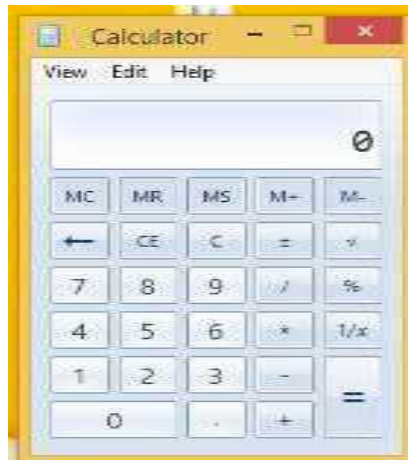 Calculator
View Edit Help
0
MC MR MS M+ M-
← CE C ± √
7 8 9 / %
4 5 6 * 1/x
1 2 3 - =
0 . +